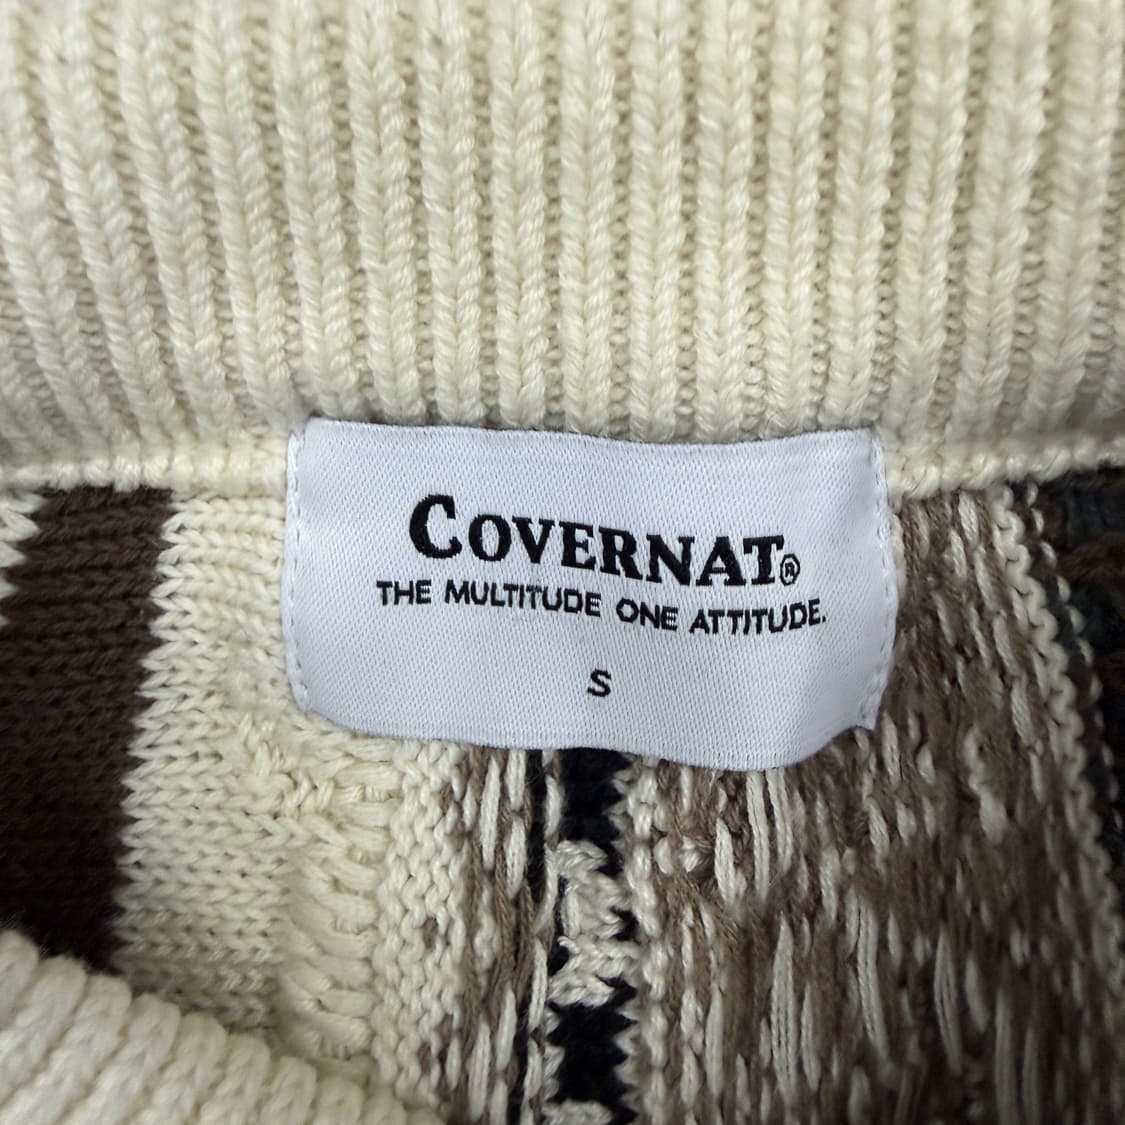 COVERNAT®
THE MULTITUDE ONE ATTITUDE.
S